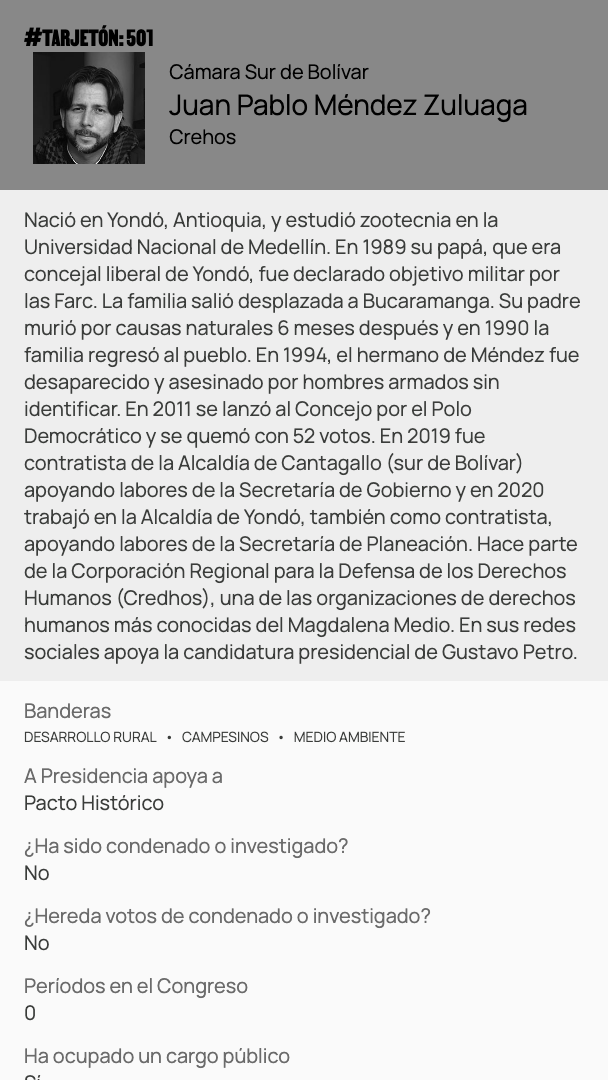 #TARJETÓN: 501
Cámara Sur de Bolívar
Juan Pablo Méndez Zuluaga
Crehos
Nació en Yondó, Antioquia, y estudió zootecnia en la
Universidad Nacional de Medellín. En 1989 su papá, que era
concejal liberal de Yondó, fue declarado objetivo militar por
las Farc. La familia salió desplazada a Bucaramanga. Su padre
murió por causas naturales 6 meses después y en 1990 la
familia regresó al pueblo. En 1994, el hermano de Méndez fue
desaparecido y asesinado por hombres armados sin
identificar. En 2011 se lanzó al Concejo por el Polo
Democrático y se quemó con 52 votos. En 2019 fue
contratista de la Alcaldía de Cantagallo (sur de Bolívar)
apoyando labores de la Secretaría de Gobierno y en 2020
trabajó en la Alcaldía de Yondó, también como contratista,
apoyando labores de la Secretaría de Planeación. Hace parte
de la Corporación Regional para la Defensa de los Derechos
Humanos (Credhos), una de las organizaciones de derechos
humanos más conocidas del Magdalena Medio. En sus redes
sociales apoya la candidatura presidencial de Gustavo Petro.
Banderas
DESARROLLO RURAL • CAMPESINOS • MEDIO AMBIENTE
A Presidencia apoya a
Pacto Histórico
¿Ha sido condenado o investigado?
No
¿Hereda votos de condenado o investigado?
No
Períodos en el Congreso
0
Ha ocupado un cargo público